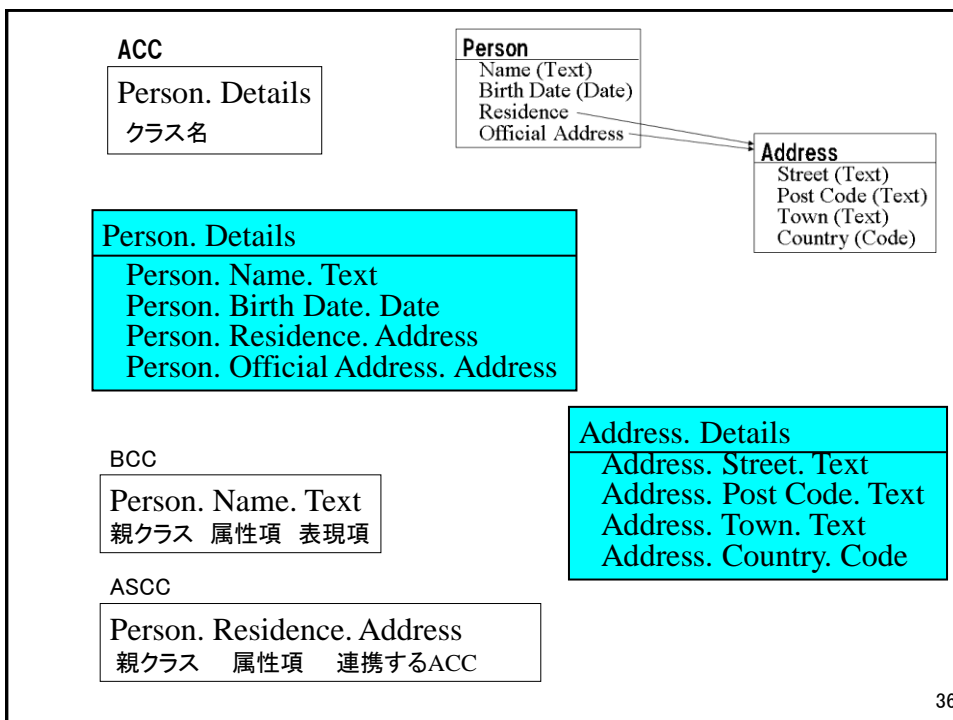 ACC
Person. Details
クラス名
Person
Name (Text)
Birth Date (Date)
Residence
Official Address
Address
Street (Text)
Post Code (Text)
Town (Text)
Country (Code)
Person. Details
Person. Name. Text
Person. Birth Date. Date
Person. Residence. Address
Person. Official Address. Address
Address. Details
Address. Street. Text
Address. Post Code. Text
Address. Town. Text
Address. Country. Code
BCC
Person. Name. Text
親クラス 属性項 表現項
ASCC
Person. Residence. Address
親クラス 属性項 連携するACC
36